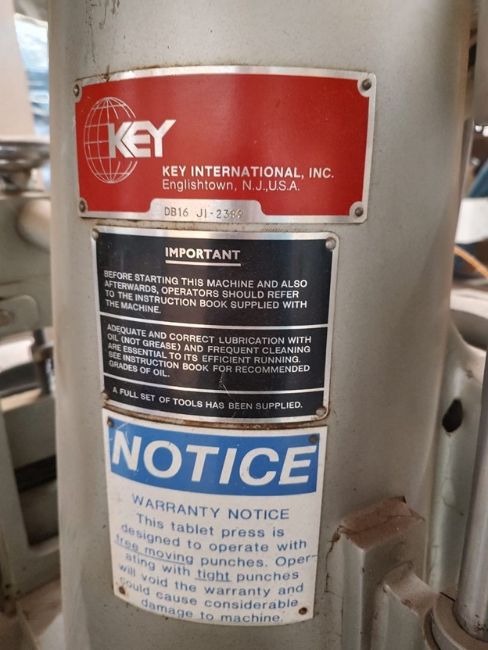 KEY
KEY INTERNATIONAL, INC.
Englishtown, N.J.,U.S.A.
DB16 JI-2389
IMPORTANT
BEFORE STARTING THIS MACHINE AND ALSO
AFTERWARDS, OPERATORS SHOULD REFER
TO THE INSTRUCTION BOOK SUPPLIED WITH
THE MACHINE.
ADEQUATE AND CORRECT LUBRICATION WITH
OIL (NOT GREASE) AND FREQUENT CLEANING
ARE ESSENTIAL TO ITS EFFICIENT RUNNING.
SEE INSTRUCTION BOOK FOR RECOMMENDED
GRADES OF OIL.
A FULL SET OF TOOLS HAS BEEN SUPPLIED.
NOTICE
WARRANTY NOTICE
This tablet press is
designed to operate with
free moving punches. Oper-
ating with tight punches
will void the warranty and
could cause considerable
damage to machine.